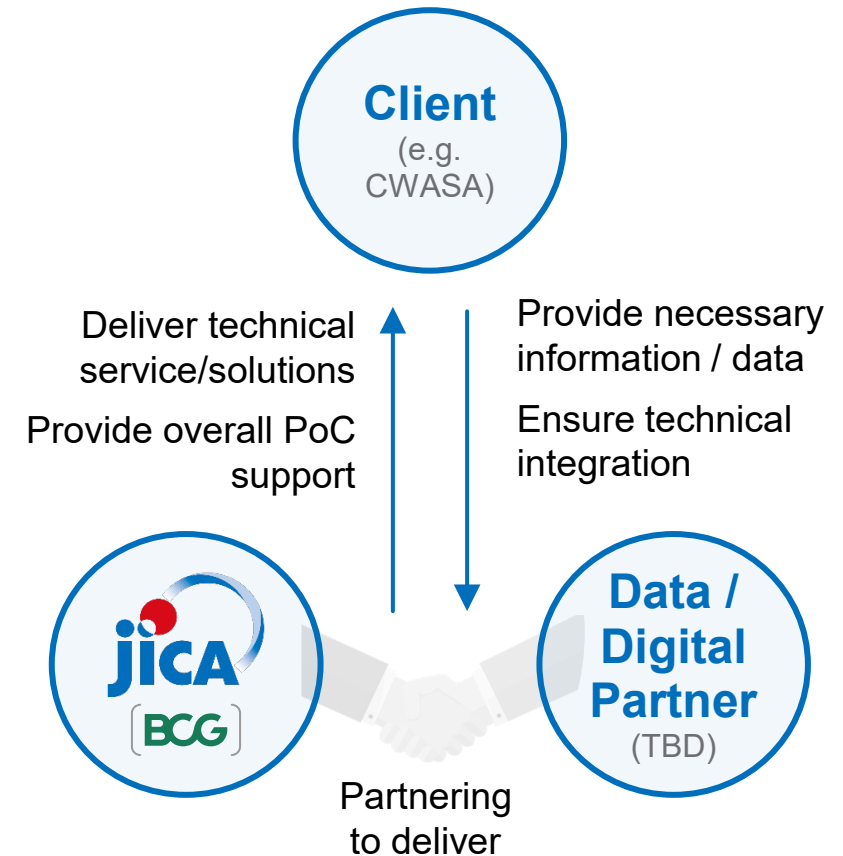 Client
(e.g.
CWASA)
Deliver technical
service/solutions
Provide overall PoC
support
Provide necessary
information / data
Ensure technical
integration
jICA
[BCG]
Data /
Digital
Partner
(TBD)
Partnering
to deliver